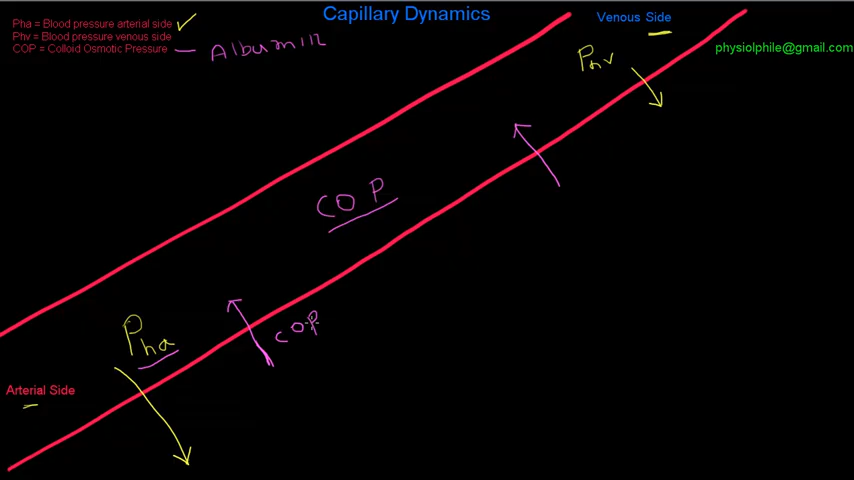 Capillary Dynamics
Pha = Blood pressure arterial side
Phv = Blood pressure venous side
COP = Colloid Osmotic Pressure
Albumin
Venous Side
physiolphile@gmail.com
Phv
COP
Pha
COP
Arterial Side